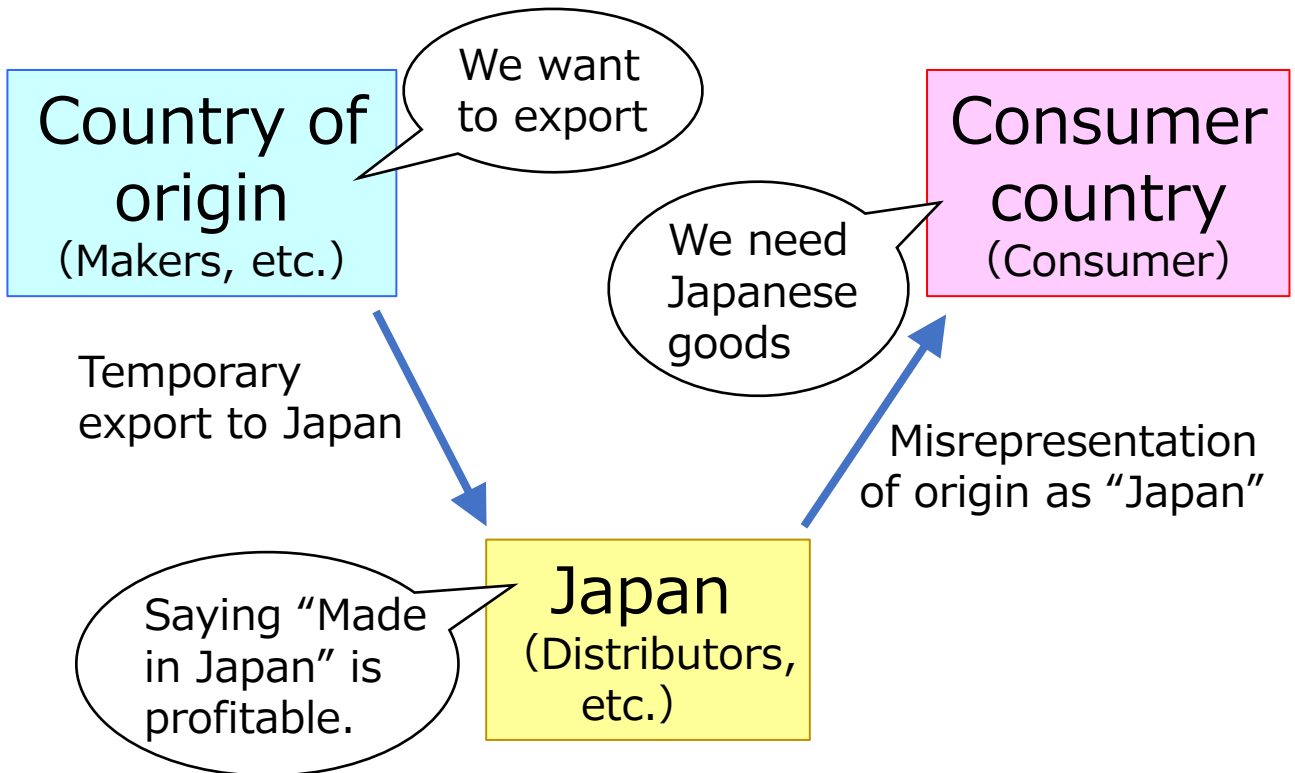 We want
to export
Country of
origin
（Makers, etc.）
Consumer
country
（Consumer）
We need
Japanese
goods
Temporary
export to Japan
Misrepresentation
of origin as “Japan”
Japan
（Distributors,
etc.）
Saying “Made
in Japan” is
profitable.